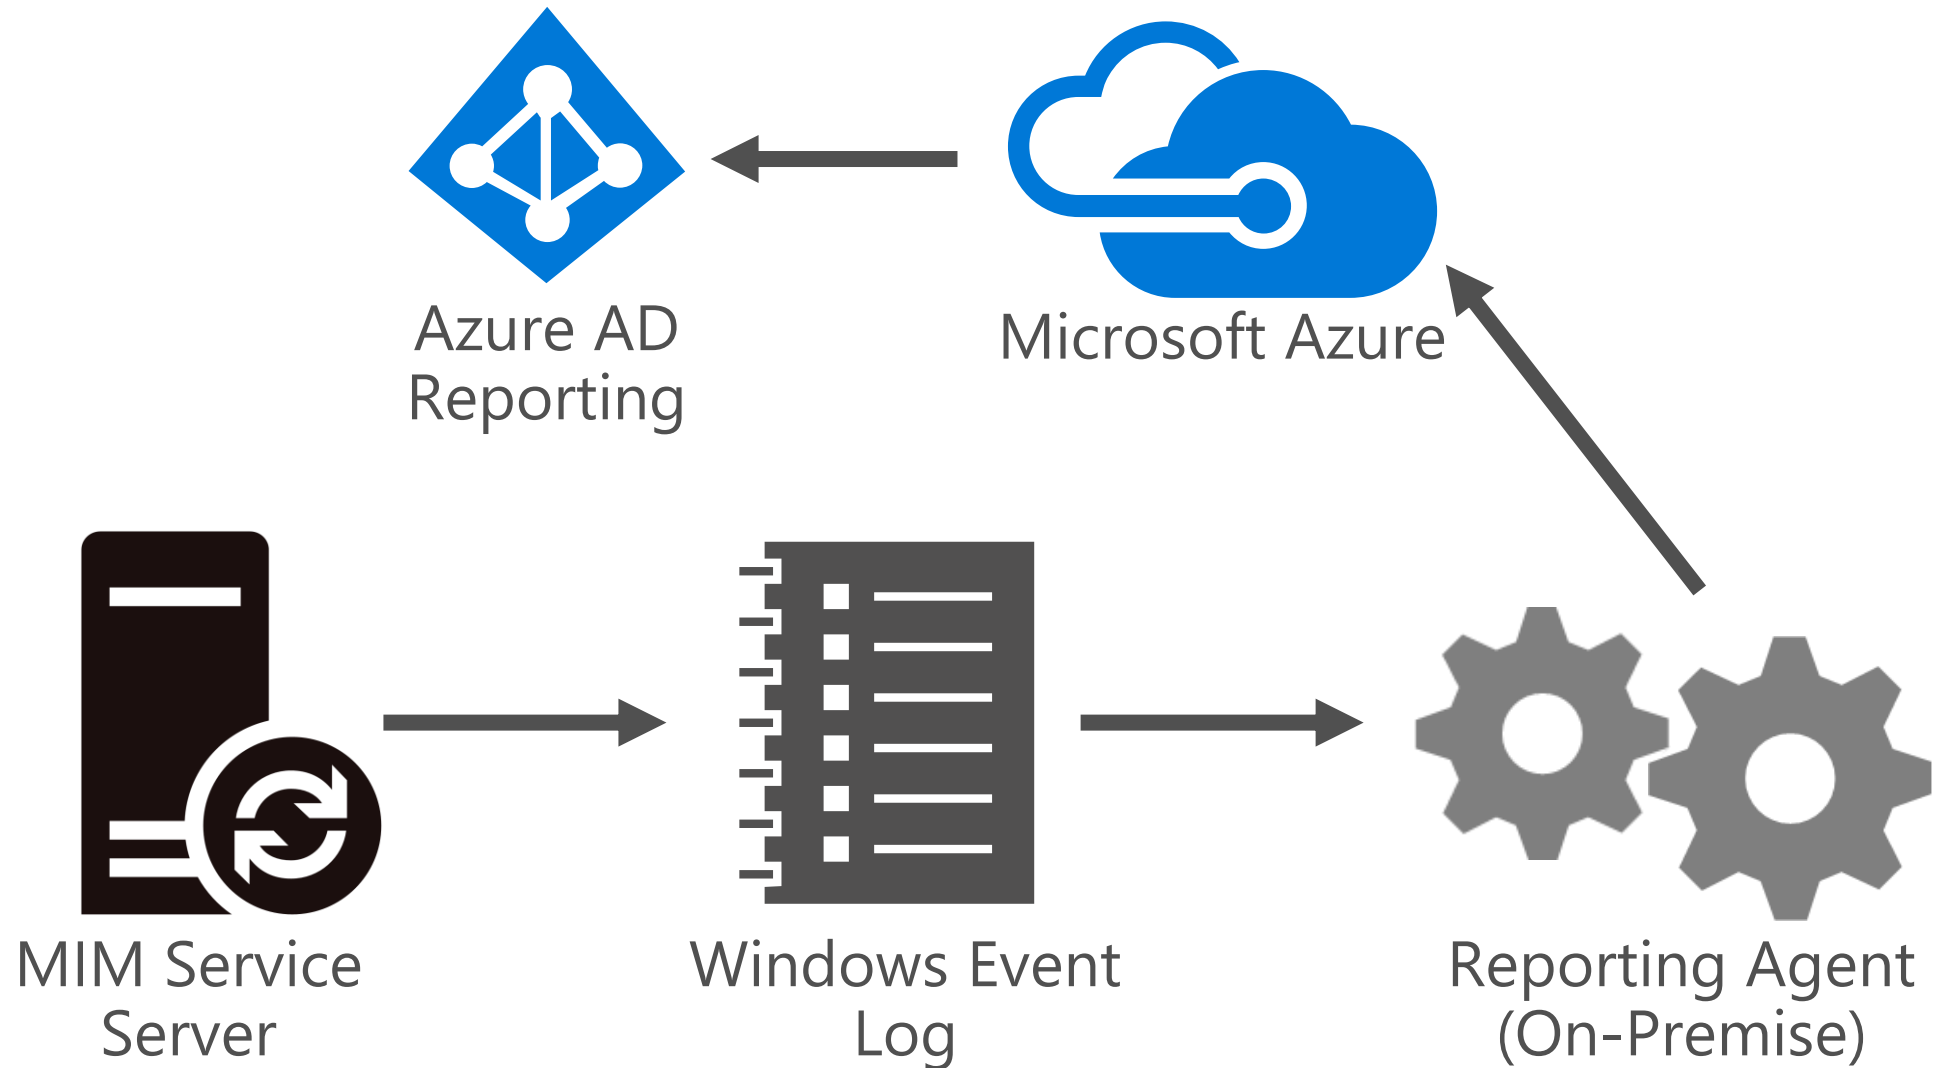 Azure AD
Reporting
Microsoft Azure
MIM Service
Server
Windows Event
Log
Reporting Agent
(On-Premise)